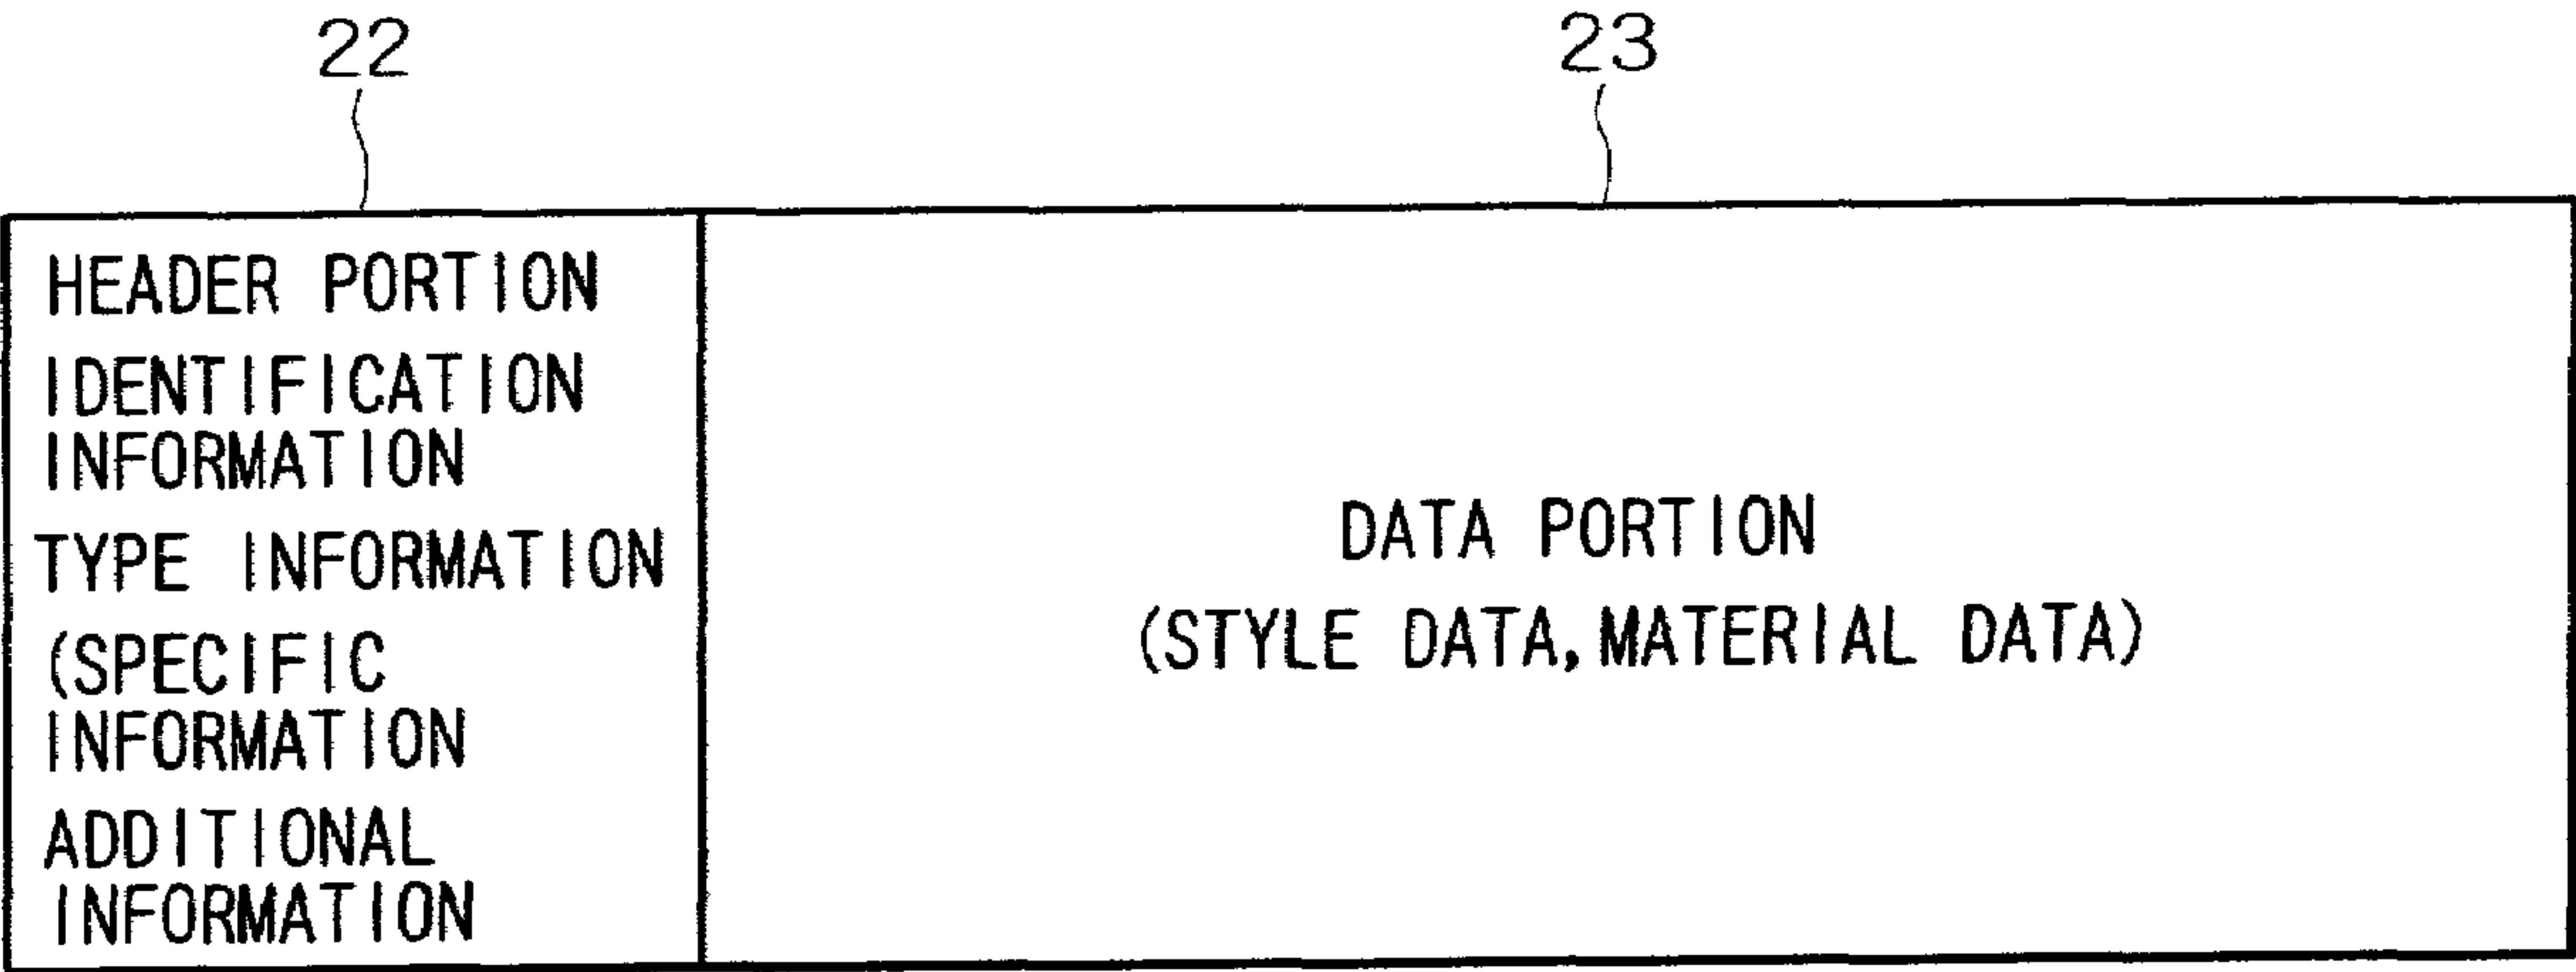 22
23
HEADER PORTION
IDENTIFICATION
INFORMATION
TYPE INFORMATION
(SPECIFIC
INFORMATION
ADDITIONAL
INFORMATION
DATA PORTION
(STYLE DATA,MATERIAL DATA)